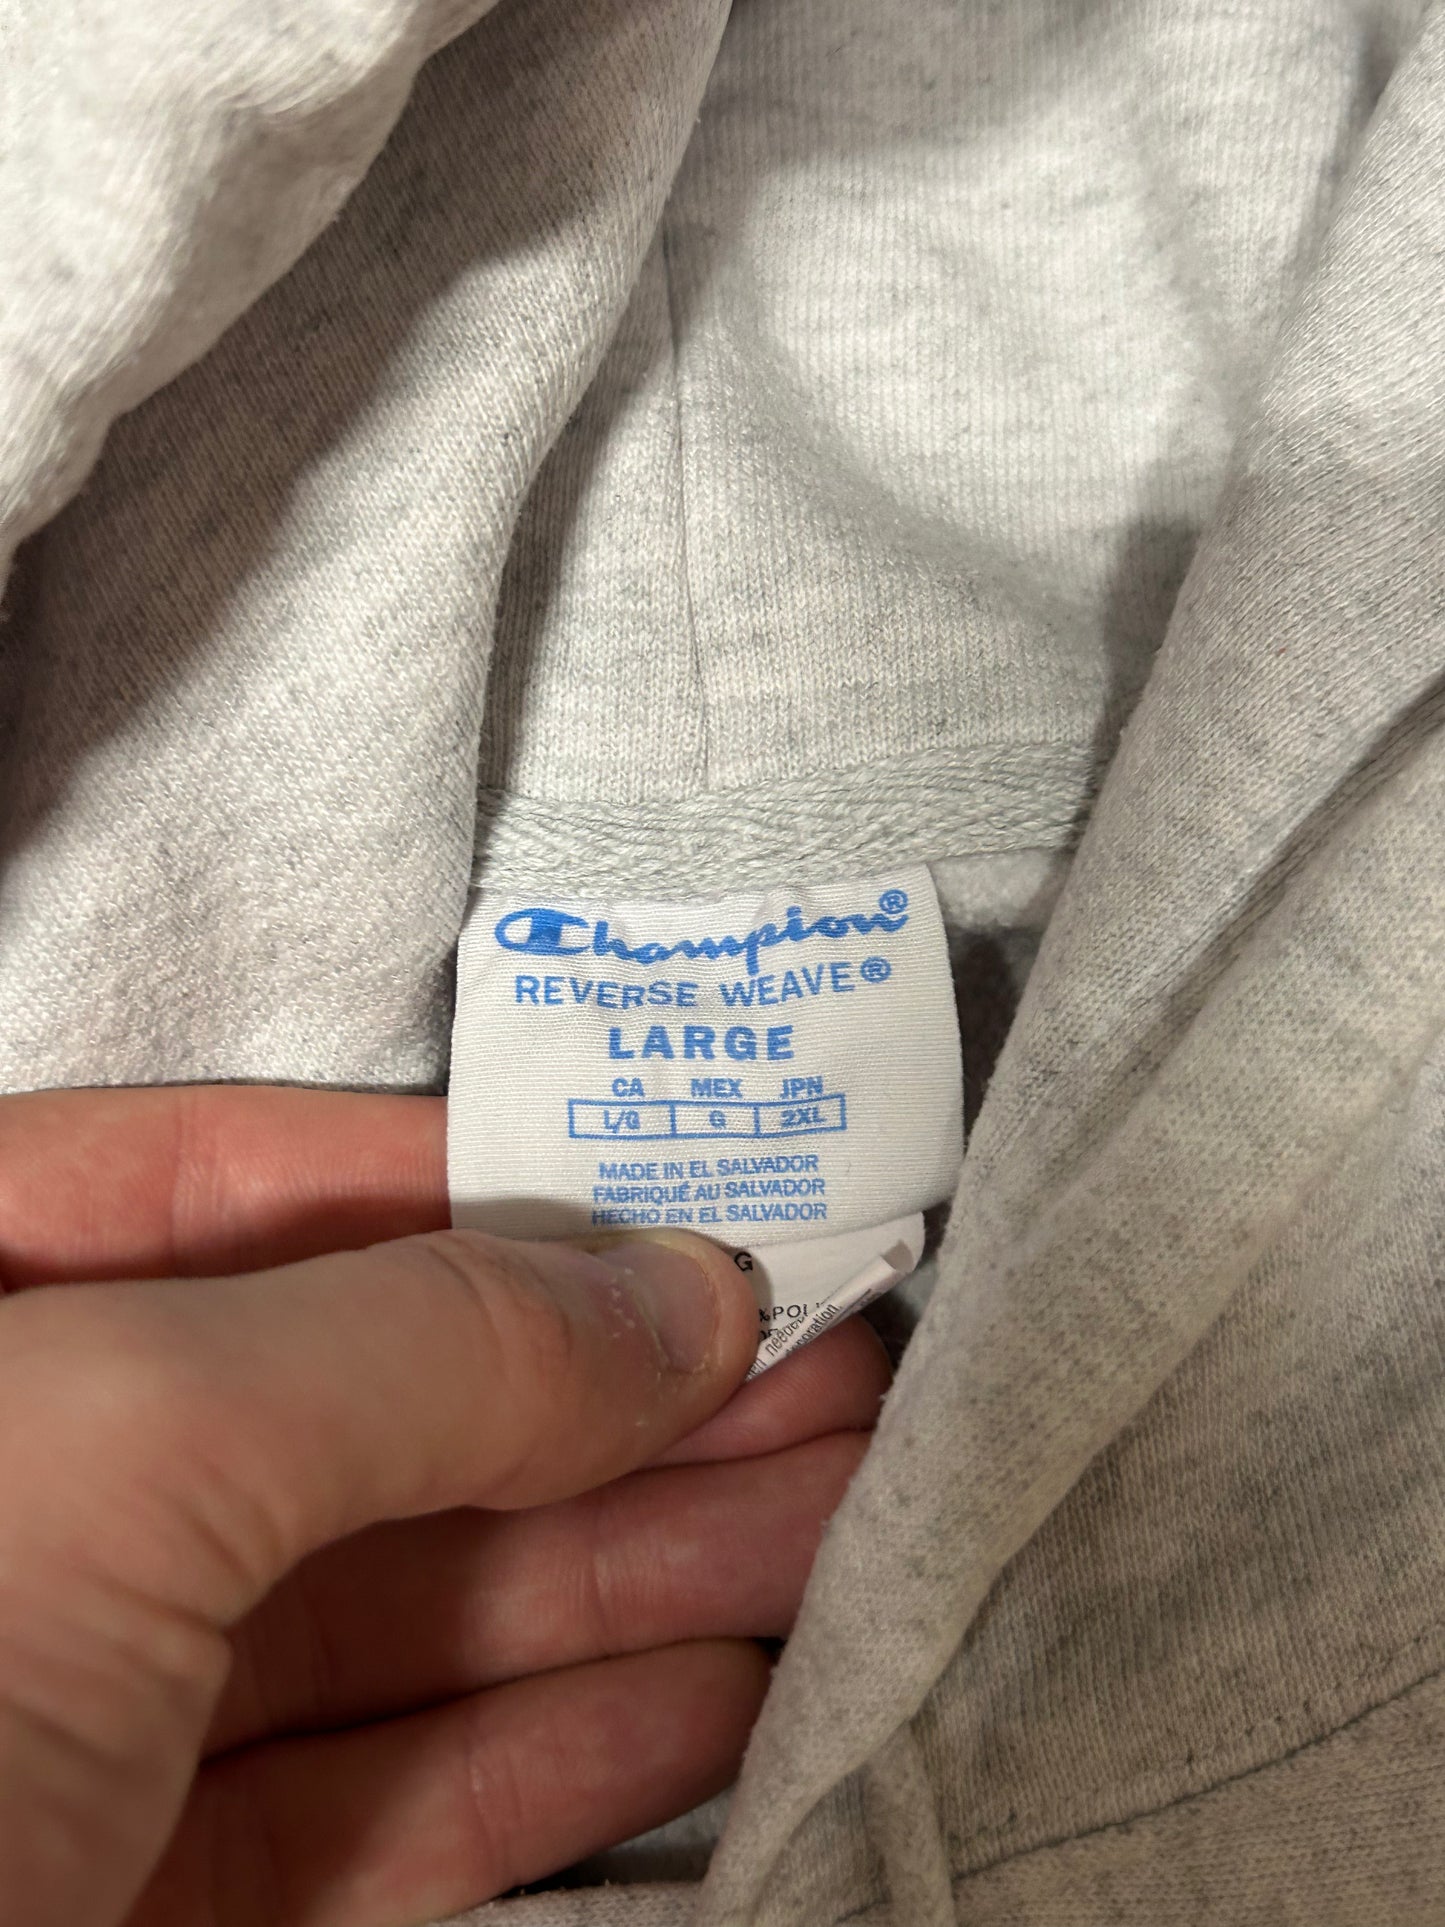 Champion®
REVERSE WEAVE®
LARGE
CA MEX JPN
L/G G 2XL
MADE IN EL SALVADOR
FABRIQUÉ AU SALVADOR
HECHO EN EL SALVADOR
G